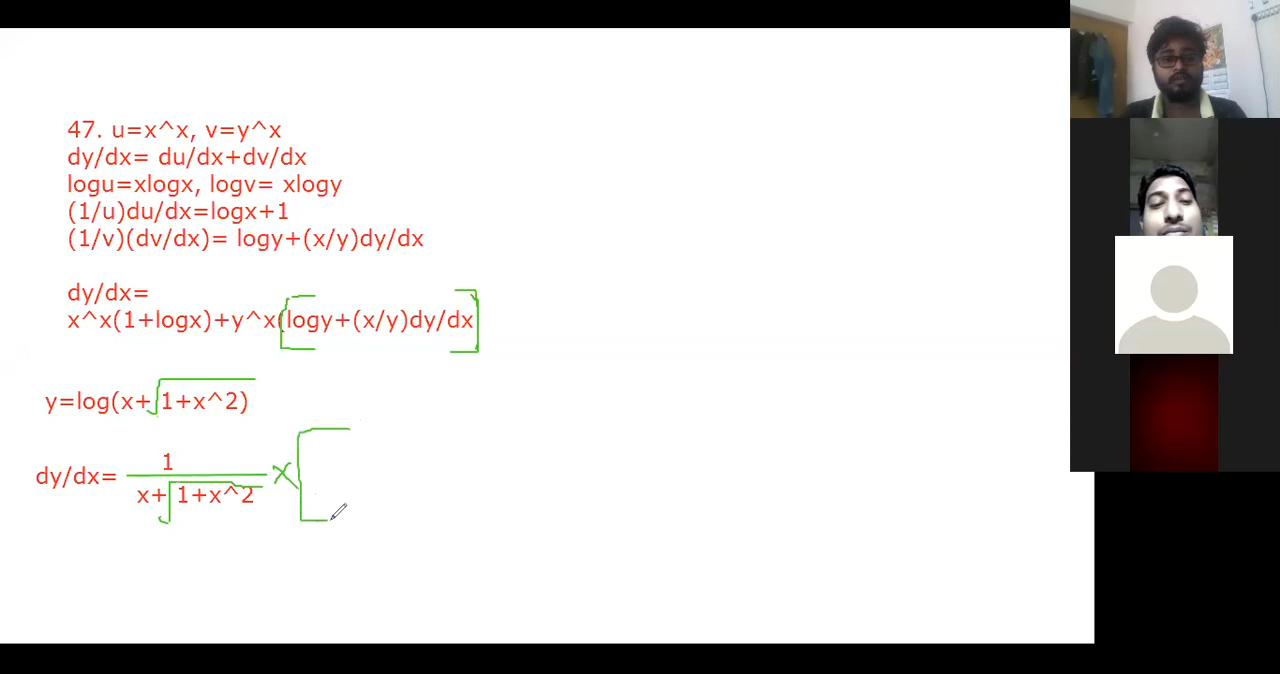 47. u=x^x, v=y^x
dy/dx= du/dx+dv/dx
logu=xlogx, logv= xlogy
(1/u)du/dx=logx+1
(1/v)(dv/dx)= logy+(x/y)dy/dx
dy/dx=
x^x(1+logx)+y^x([logy+(x/y)dy/dx]
y=log(x+√1+x^2)
dy/dx= 1
x+√1+x^2 × [